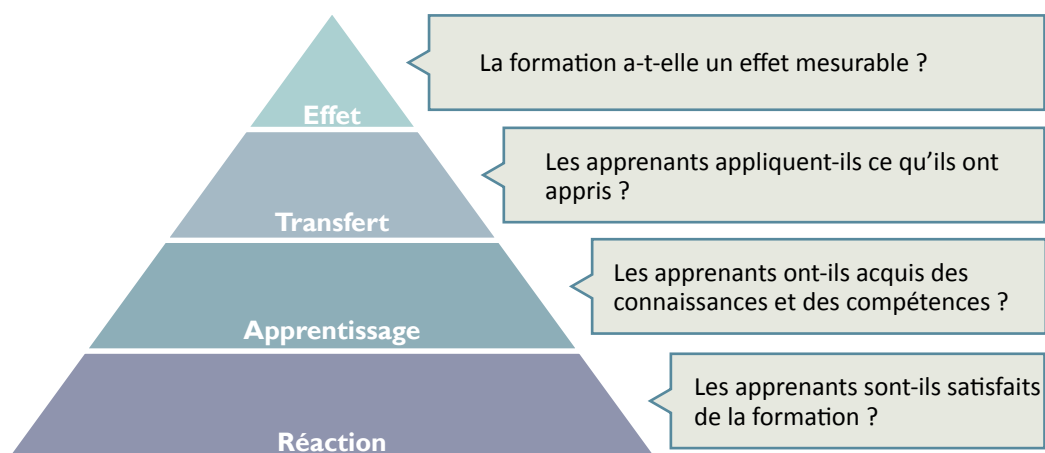 La formation a-t-elle un effet mesurable ?
Effet
Les apprenants appliquent-ils ce qu’ils ont
appris ?
Transfert
Les apprenants ont-ils acquis des
connaissances et des compétences ?
Apprentissage
Les apprenants sont-ils satisfaits
de la formation ?
Réaction